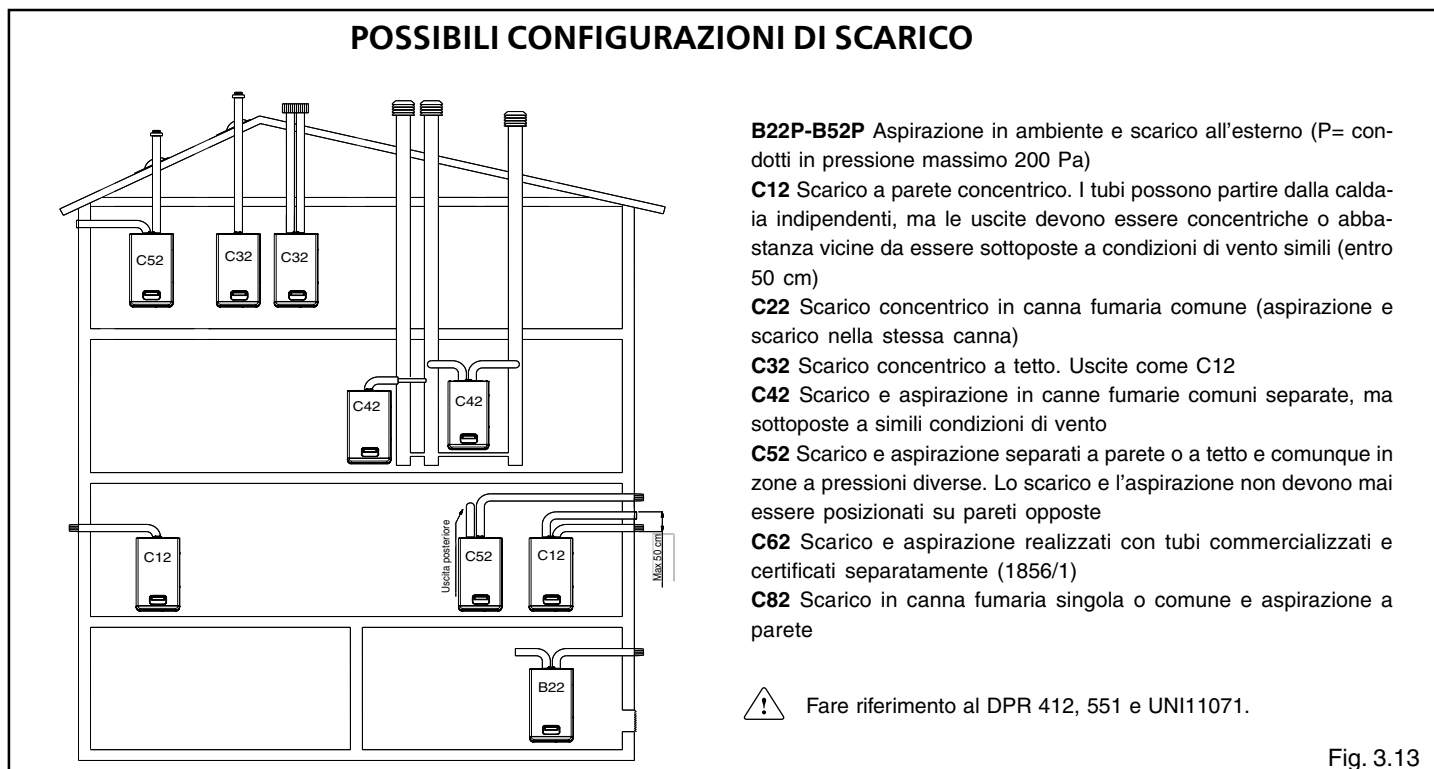 POSSIBILI CONFIGURAZIONI DI SCARICO
C52
C32
C32
C42
C42
C12
Uscita posteriore
C52
C12
Max 50 cm
B22
B22P-B52P Aspirazione in ambiente e scarico all'esterno (P= con-
dotti in pressione massimo 200 Pa)
C12 Scarico a parete concentrico. I tubi possono partire dalla calda-
ia indipendenti, ma le uscite devono essere concentriche o abba-
stanza vicine da essere sottoposte a condizioni di vento simili (entro
50 cm)
C22 Scarico concentrico in canna fumaria comune (aspirazione e
scarico nella stessa canna)
C32 Scarico concentrico a tetto. Uscite come C12
C42 Scarico e aspirazione in canne fumarie comuni separate, ma
sottoposte a simili condizioni di vento
C52 Scarico e aspirazione separati a parete o a tetto e comunque in
zone a pressioni diverse. Lo scarico e l'aspirazione non devono mai
essere posizionati su pareti opposte
C62 Scarico e aspirazione realizzati con tubi commercializzati e
certificati separatamente (1856/1)
C82 Scarico in canna fumaria singola o comune e aspirazione a
parete
! Fare riferimento al DPR 412, 551 e UNI11071.
Fig. 3.13